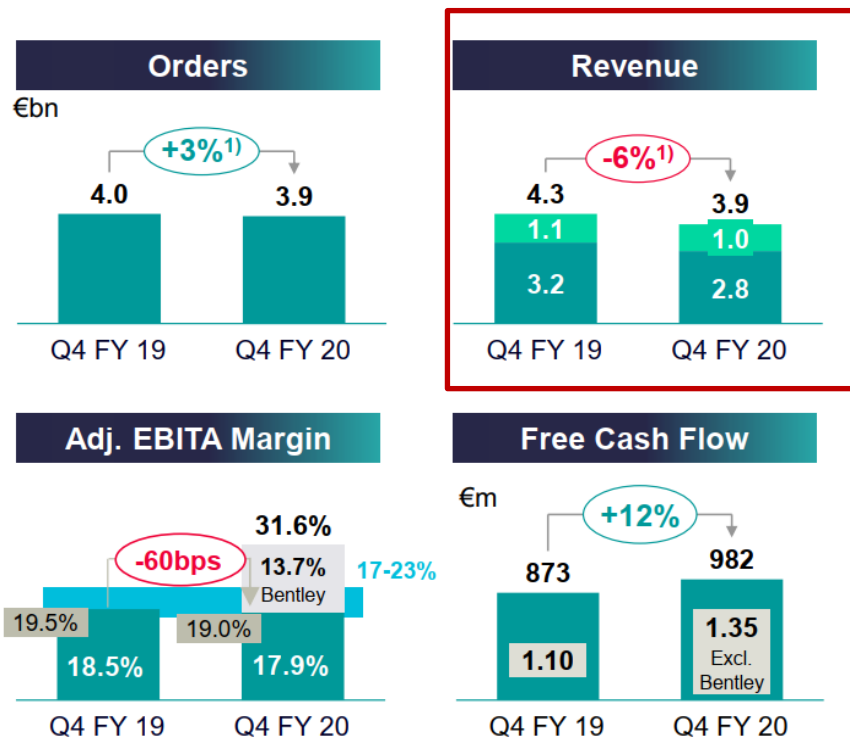 Orders
€bn
+3%¹⁾
4.0
3.9
Q4 FY 19
Q4 FY 20
Revenue
-6%¹⁾
4.3
3.9
1.1
1.0
3.2
2.8
Q4 FY 19
Q4 FY 20
Adj. EBITA Margin
31.6%
-60bps
13.7%
17-23%
Bentley
19.5%
19.0%
18.5%
17.9%
Q4 FY 19
Q4 FY 20
Free Cash Flow
€m
+12%
873
982
1.10
1.35
Excl.
Bentley
Q4 FY 19
Q4 FY 20